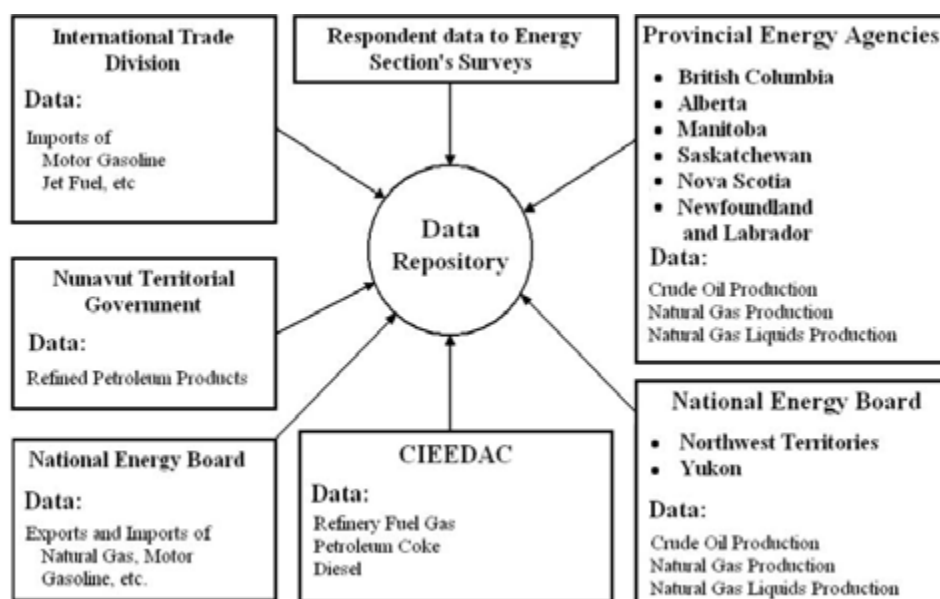 International Trade
Division
Data:
Imports of
Motor Gasoline
Jet Fuel, etc
Respondent data to Energy
Section's Surveys
Provincial Energy Agencies
• British Columbia
• Alberta
• Manitoba
• Saskatchewan
• Nova Scotia
• Newfoundland
and Labrador
Data:
Crude Oil Production
Natural Gas Production
Natural Gas Liquids Production
Data
Repository
Nunavut Territorial
Government
Data:
Refined Petroleum Products
National Energy Board
Data:
Exports and Imports of
Natural Gas, Motor
Gasoline, etc.
CIEEDAC
Data:
Refinery Fuel Gas
Petroleum Coke
Diesel
National Energy Board
• Northwest Territories
• Yukon
Data:
Crude Oil Production
Natural Gas Production
Natural Gas Liquids Production